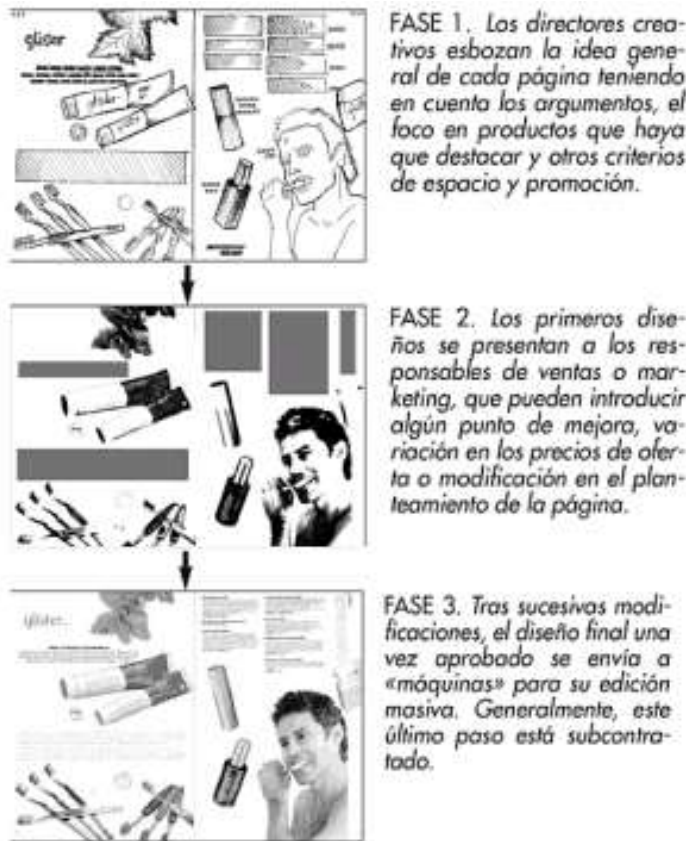 glister
FASE 1. Los directores crea-
tivos esbozan la idea gene-
ral de cada página teniendo
en cuenta los argumentos, el
foco en productos que haya
que destacar y otros criterios
de espacio y promoción.
FASE 2. Los primeros dise-
ños se presentan a los res-
ponsables de ventas o mar-
keting, que pueden introducir
algún punto de mejora, va-
riación en los precios de ofer-
ta o modificación en el plan-
teamiento de la página.
glister
FASE 3. Tras sucesivas modi-
ficaciones, el diseño final una
vez aprobado se envía a
«máquinas» para su edición
masiva. Generalmente, este
último paso está subcontra-
tado.